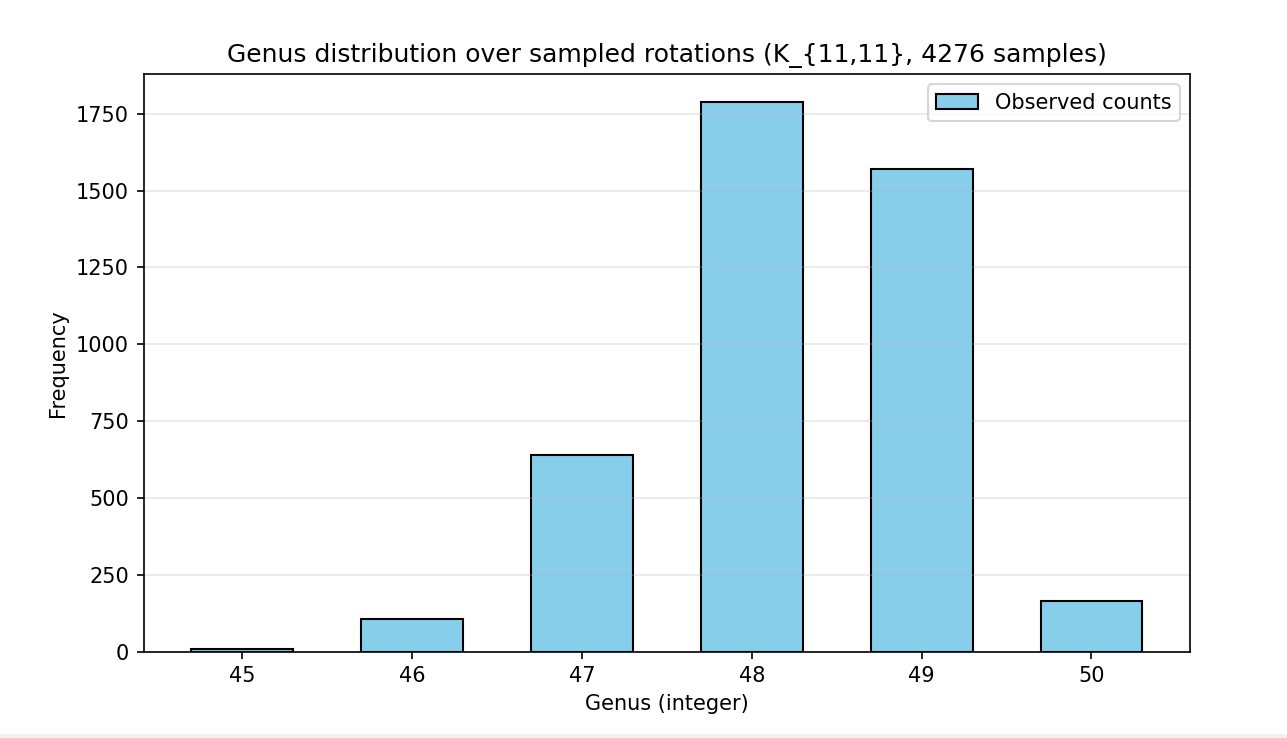 Genus distribution over sampled rotations (K_{11,11}, 4276 samples)
Observed counts
1750
1500
1250
1000
750
500
250
0
Frequency
45 46 47 48 49 50
Genus (integer)